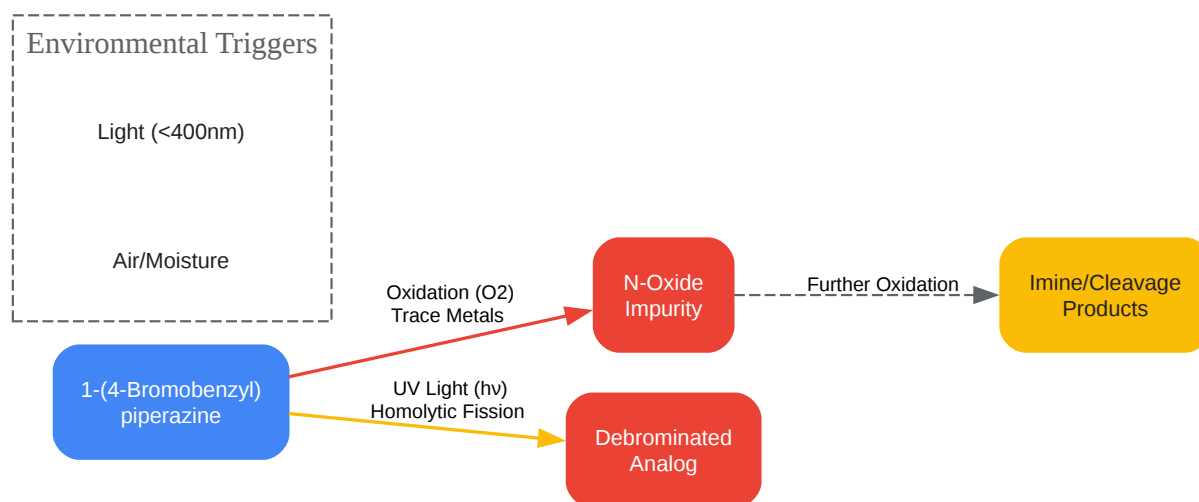 Environmental Triggers
Light (<400nm)
Air/Moisture
Oxidation (O2)
Trace Metals
N-Oxide
Impurity
Further Oxidation
Imine/Cleavage
Products
1-(4-Bromobenzyl)
piperazine
UV Light (hν)
Homolytic Fission
Debrominated
Analog